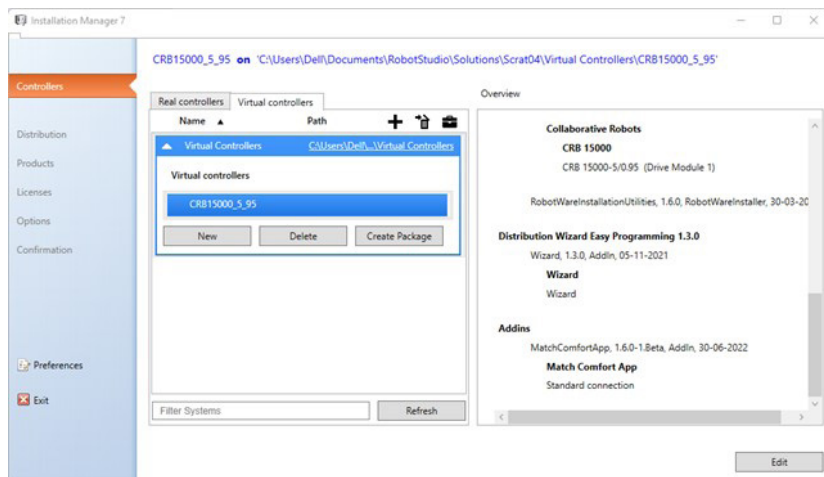 Installation Manager 7
CRB15000_5_95 on 'C:\Users\Dell\Documents\RobotStudio\Solutions\Scrat04\Virtual Controllers\CRB15000_5_95'
Controllers
Distribution
Products
Licenses
Options
Confirmation
Preferences
Exit
Real controllers Virtual controllers
Name Path
Virtual Controllers C:\Users\Dell\...\Virtual Controllers
Virtual controllers
CRB15000_5_95
New Delete Create Package
Filter Systems Refresh
Overview
Collaborative Robots
CRB 15000
CRB 15000-5/0.95 (Drive Module 1)
RobotWareInstallationUtilities, 1.6.0, RobotWareInstaller, 30-03-20
Distribution Wizard Easy Programming 1.3.0
Wizard, 1.3.0, AddIn, 05-11-2021
Wizard
Wizard
Addins
MatchComfortApp, 1.6.0-1.Beta, AddIn, 30-06-2022
Match Comfort App
Standard connection
Edit